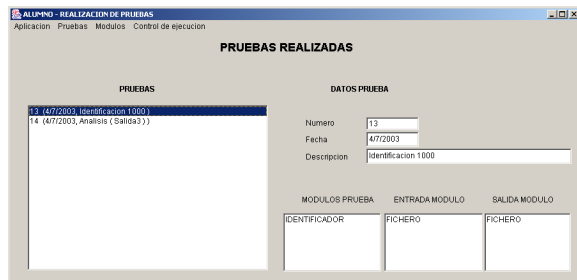 ALUMNO - REALIZACION DE PRUEBAS
Aplicacion Pruebas Modulos Control de ejecucion
PRUEBAS REALIZADAS
PRUEBAS
13 (4/7/2003, Identificacion 1000 )
14 (4/7/2003, Analisis ( Salida3 ) )
DATOS PRUEBA
Numero 13
Fecha 4/7/2003
Descripcion Identificacion 1000
MODULOS PRUEBA ENTRADA MODULO SALIDA MODULO
IDENTIFICADOR FICHERO FICHERO